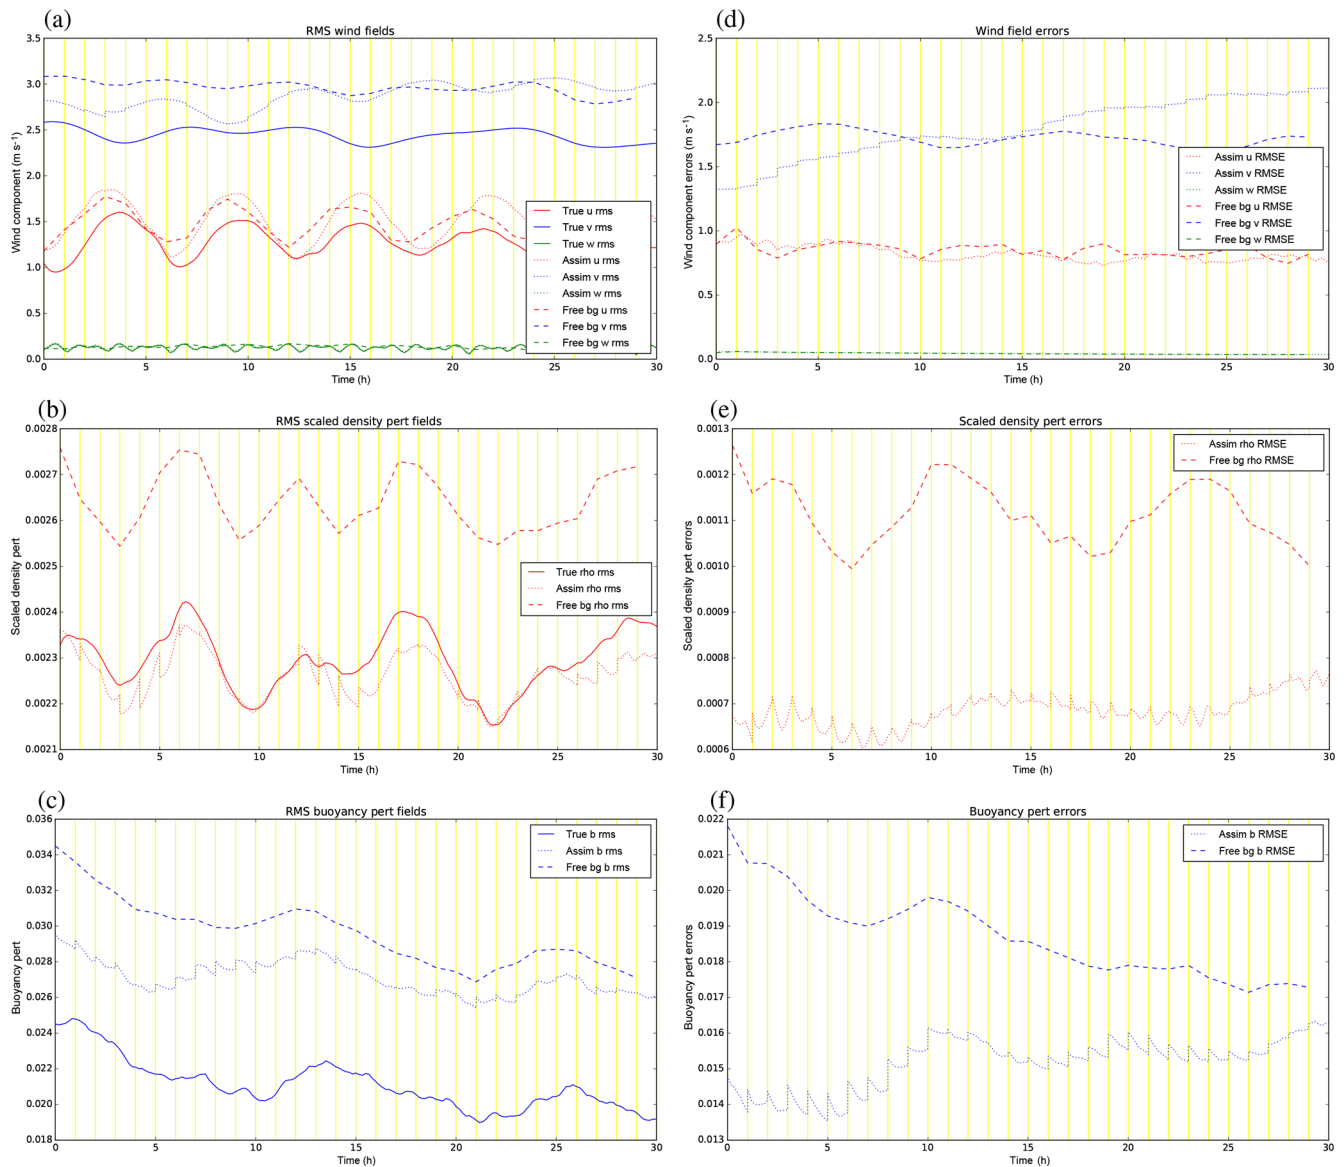 (a)
RMS wind fields
3.5
3.0
2.5
2.0
1.5
1.0
0.5
0.0
Wind component (m s⁻¹)
True u rms
True v rms
True w rms
Assim u rms
Assim v rms
Assim w rms
Free bg u rms
Free bg v rms
Free bg w rms
0 5 10 15 20 25 30
Time (h)
(d)
Wind field errors
2.5
2.0
1.5
1.0
0.5
0.0
Wind component errors (m s⁻¹)
Assim u RMSE
Assim v RMSE
Assim w RMSE
Free bg u RMSE
Free bg v RMSE
Free bg w RMSE
0 5 10 15 20 25 30
Time (h)
(b)
RMS scaled density pert fields
0.0028
0.0027
0.0026
0.0025
0.0024
0.0023
0.0022
0.0021
Scaled density pert
True rho rms
Assim rho rms
Free bg rho rms
0 5 10 15 20 25 30
Time (h)
(e)
Scaled density pert errors
0.0013
0.0012
0.0011
0.0010
0.0009
0.0008
0.0007
0.0006
Scaled density pert errors
Assim rho RMSE
Free bg rho RMSE
0 5 10 15 20 25 30
Time (h)
(c)
RMS buoyancy pert fields
0.036
0.034
0.032
0.030
0.028
0.026
0.024
0.022
0.020
0.018
Buoyancy pert
True b rms
Assim b rms
Free bg b rms
0 5 10 15 20 25 30
Time (h)
(f)
Buoyancy pert errors
0.022
0.021
0.020
0.019
0.018
0.017
0.016
0.015
0.014
0.013
Buoyancy pert errors
Assim b RMSE
Free bg b RMSE
0 5 10 15 20 25 30
Time (h)